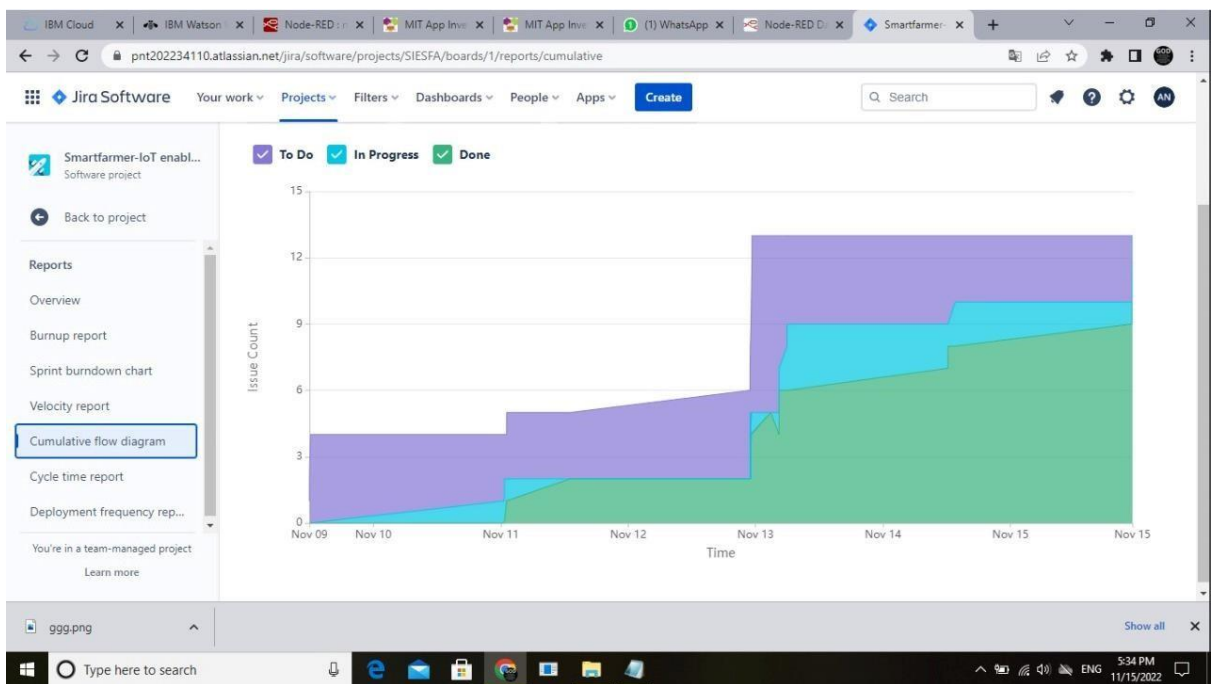 IBM Cloud
IBM Watson
Node-RED : r
MIT App Inve
MIT App Inve
(1) WhatsApp
Node-RED Da
Smartfarmer-
pnt202234110.atlassian.net/jira/software/projects/SIESFA/boards/1/reports/cumulative
Jira Software Your work Projects Filters Dashboards People Apps Create Search AN
Smartfarmer-IoT enabl...
Software project
Back to project
Reports
Overview
Burnup report
Sprint burndown chart
Velocity report
Cumulative flow diagram
Cycle time report
Deployment frequency rep...
You're in a team-managed project
Learn more
To Do In Progress Done
15
12
9
6
3
0
Issue Count
Nov 09 Nov 10 Nov 11 Nov 12 Nov 13 Nov 14 Nov 15 Nov 15
Time
ggg.png
Show all
Type here to search
ENG
5:34 PM
11/15/2022